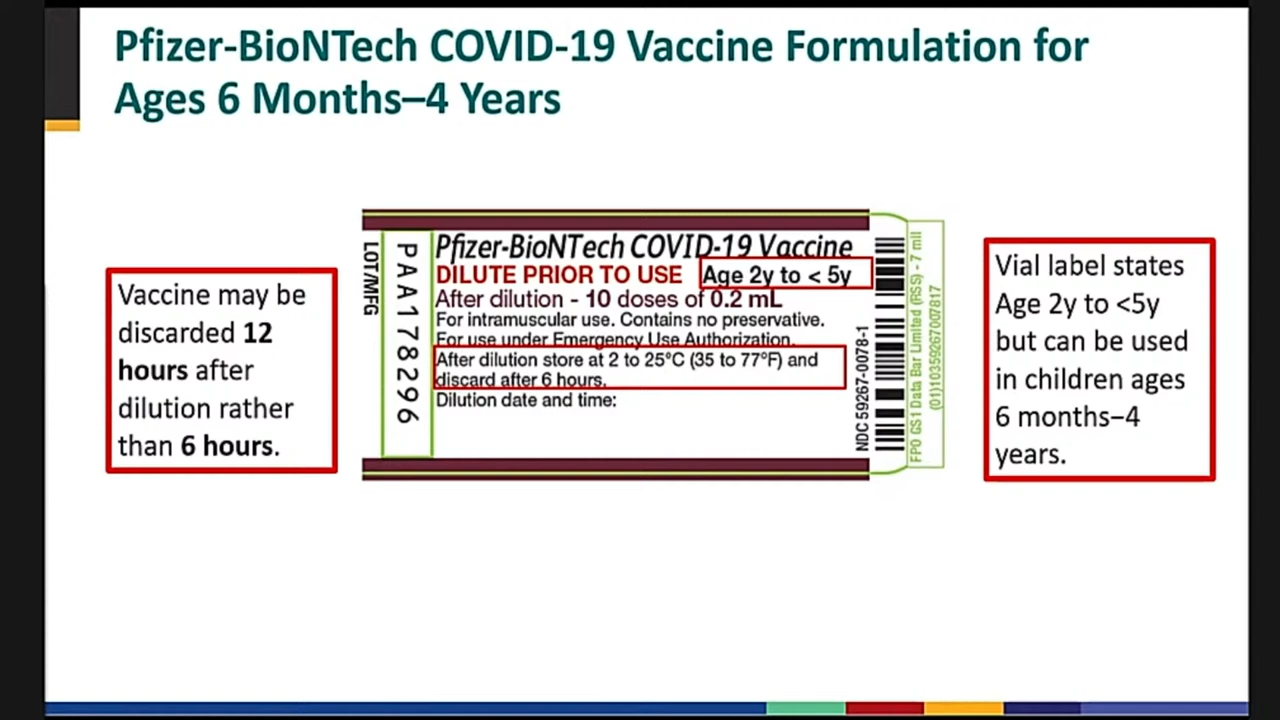 Pfizer-BioNTech COVID-19 Vaccine Formulation for
Ages 6 Months–4 Years
Vaccine may be
discarded 12
hours after
dilution rather
than 6 hours.
LOT/MFG
PAA178296
Pfizer-BioNTech COVID-19 Vaccine
DILUTE PRIOR TO USE Age 2y to < 5y
After dilution - 10 doses of 0.2 mL
For intramuscular use. Contains no preservative.
For use under Emergency Use Authorization.
After dilution store at 2 to 25°C (35 to 77°F) and
discard after 6 hours.
Dilution date and time:
NDC 59267-0078-1
FPO GS1 Data Bar Limited (RSS) - 7 mil
(01)10359267007817
Vial label states
Age 2y to <5y
but can be used
in children ages
6 months–4
years.